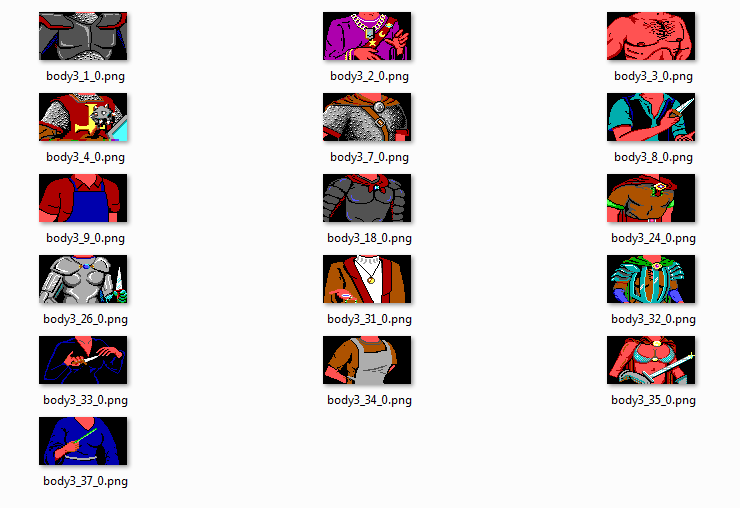 body3_1_0.png
body3_2_0.png
body3_3_0.png
body3_4_0.png
body3_7_0.png
body3_8_0.png
body3_9_0.png
body3_18_0.png
body3_24_0.png
body3_26_0.png
body3_31_0.png
body3_32_0.png
body3_33_0.png
body3_34_0.png
body3_35_0.png
body3_37_0.png